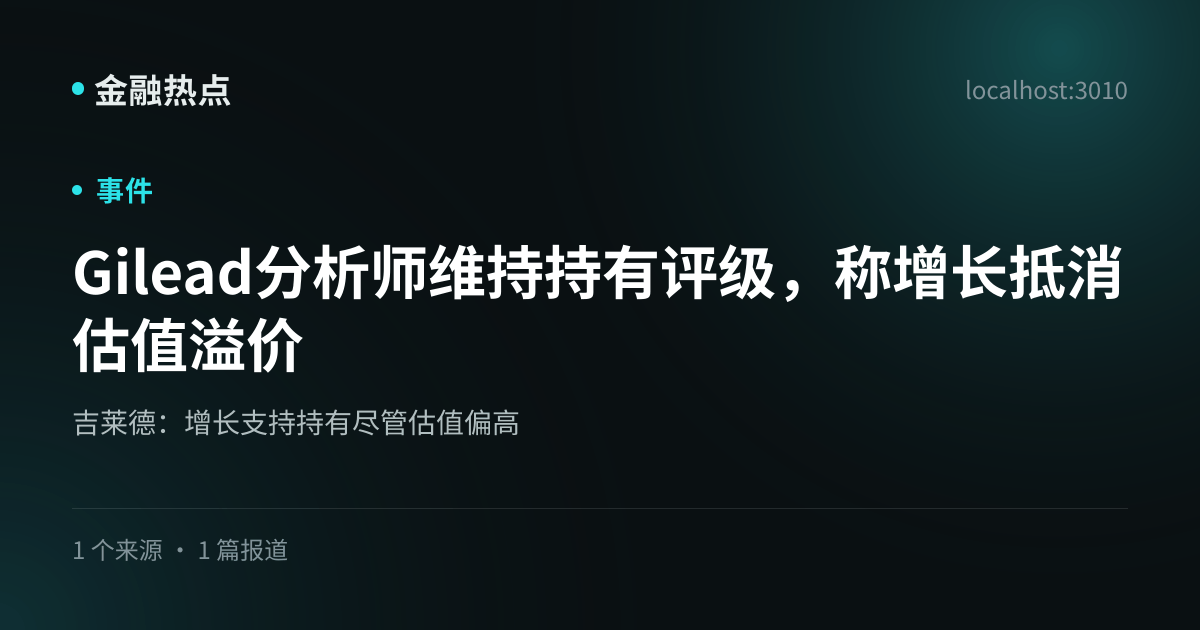 金融热点
localhost:3010
事件
Gilead分析师维持持有评级，称增长抵消
估值溢价
吉莱德：增长支持持有尽管估值偏高
1 个来源 · 1 篇报道